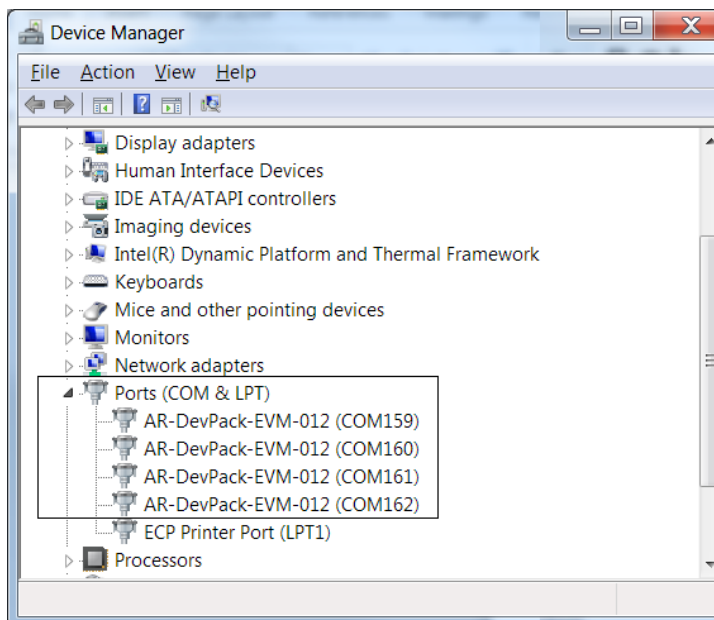 Device Manager
File Action View Help
Display adapters
Human Interface Devices
IDE ATA/ATAPI controllers
Imaging devices
Intel(R) Dynamic Platform and Thermal Framework
Keyboards
Mice and other pointing devices
Monitors
Network adapters
Ports (COM & LPT)
AR-DevPack-EVM-012 (COM159)
AR-DevPack-EVM-012 (COM160)
AR-DevPack-EVM-012 (COM161)
AR-DevPack-EVM-012 (COM162)
ECP Printer Port (LPT1)
Processors